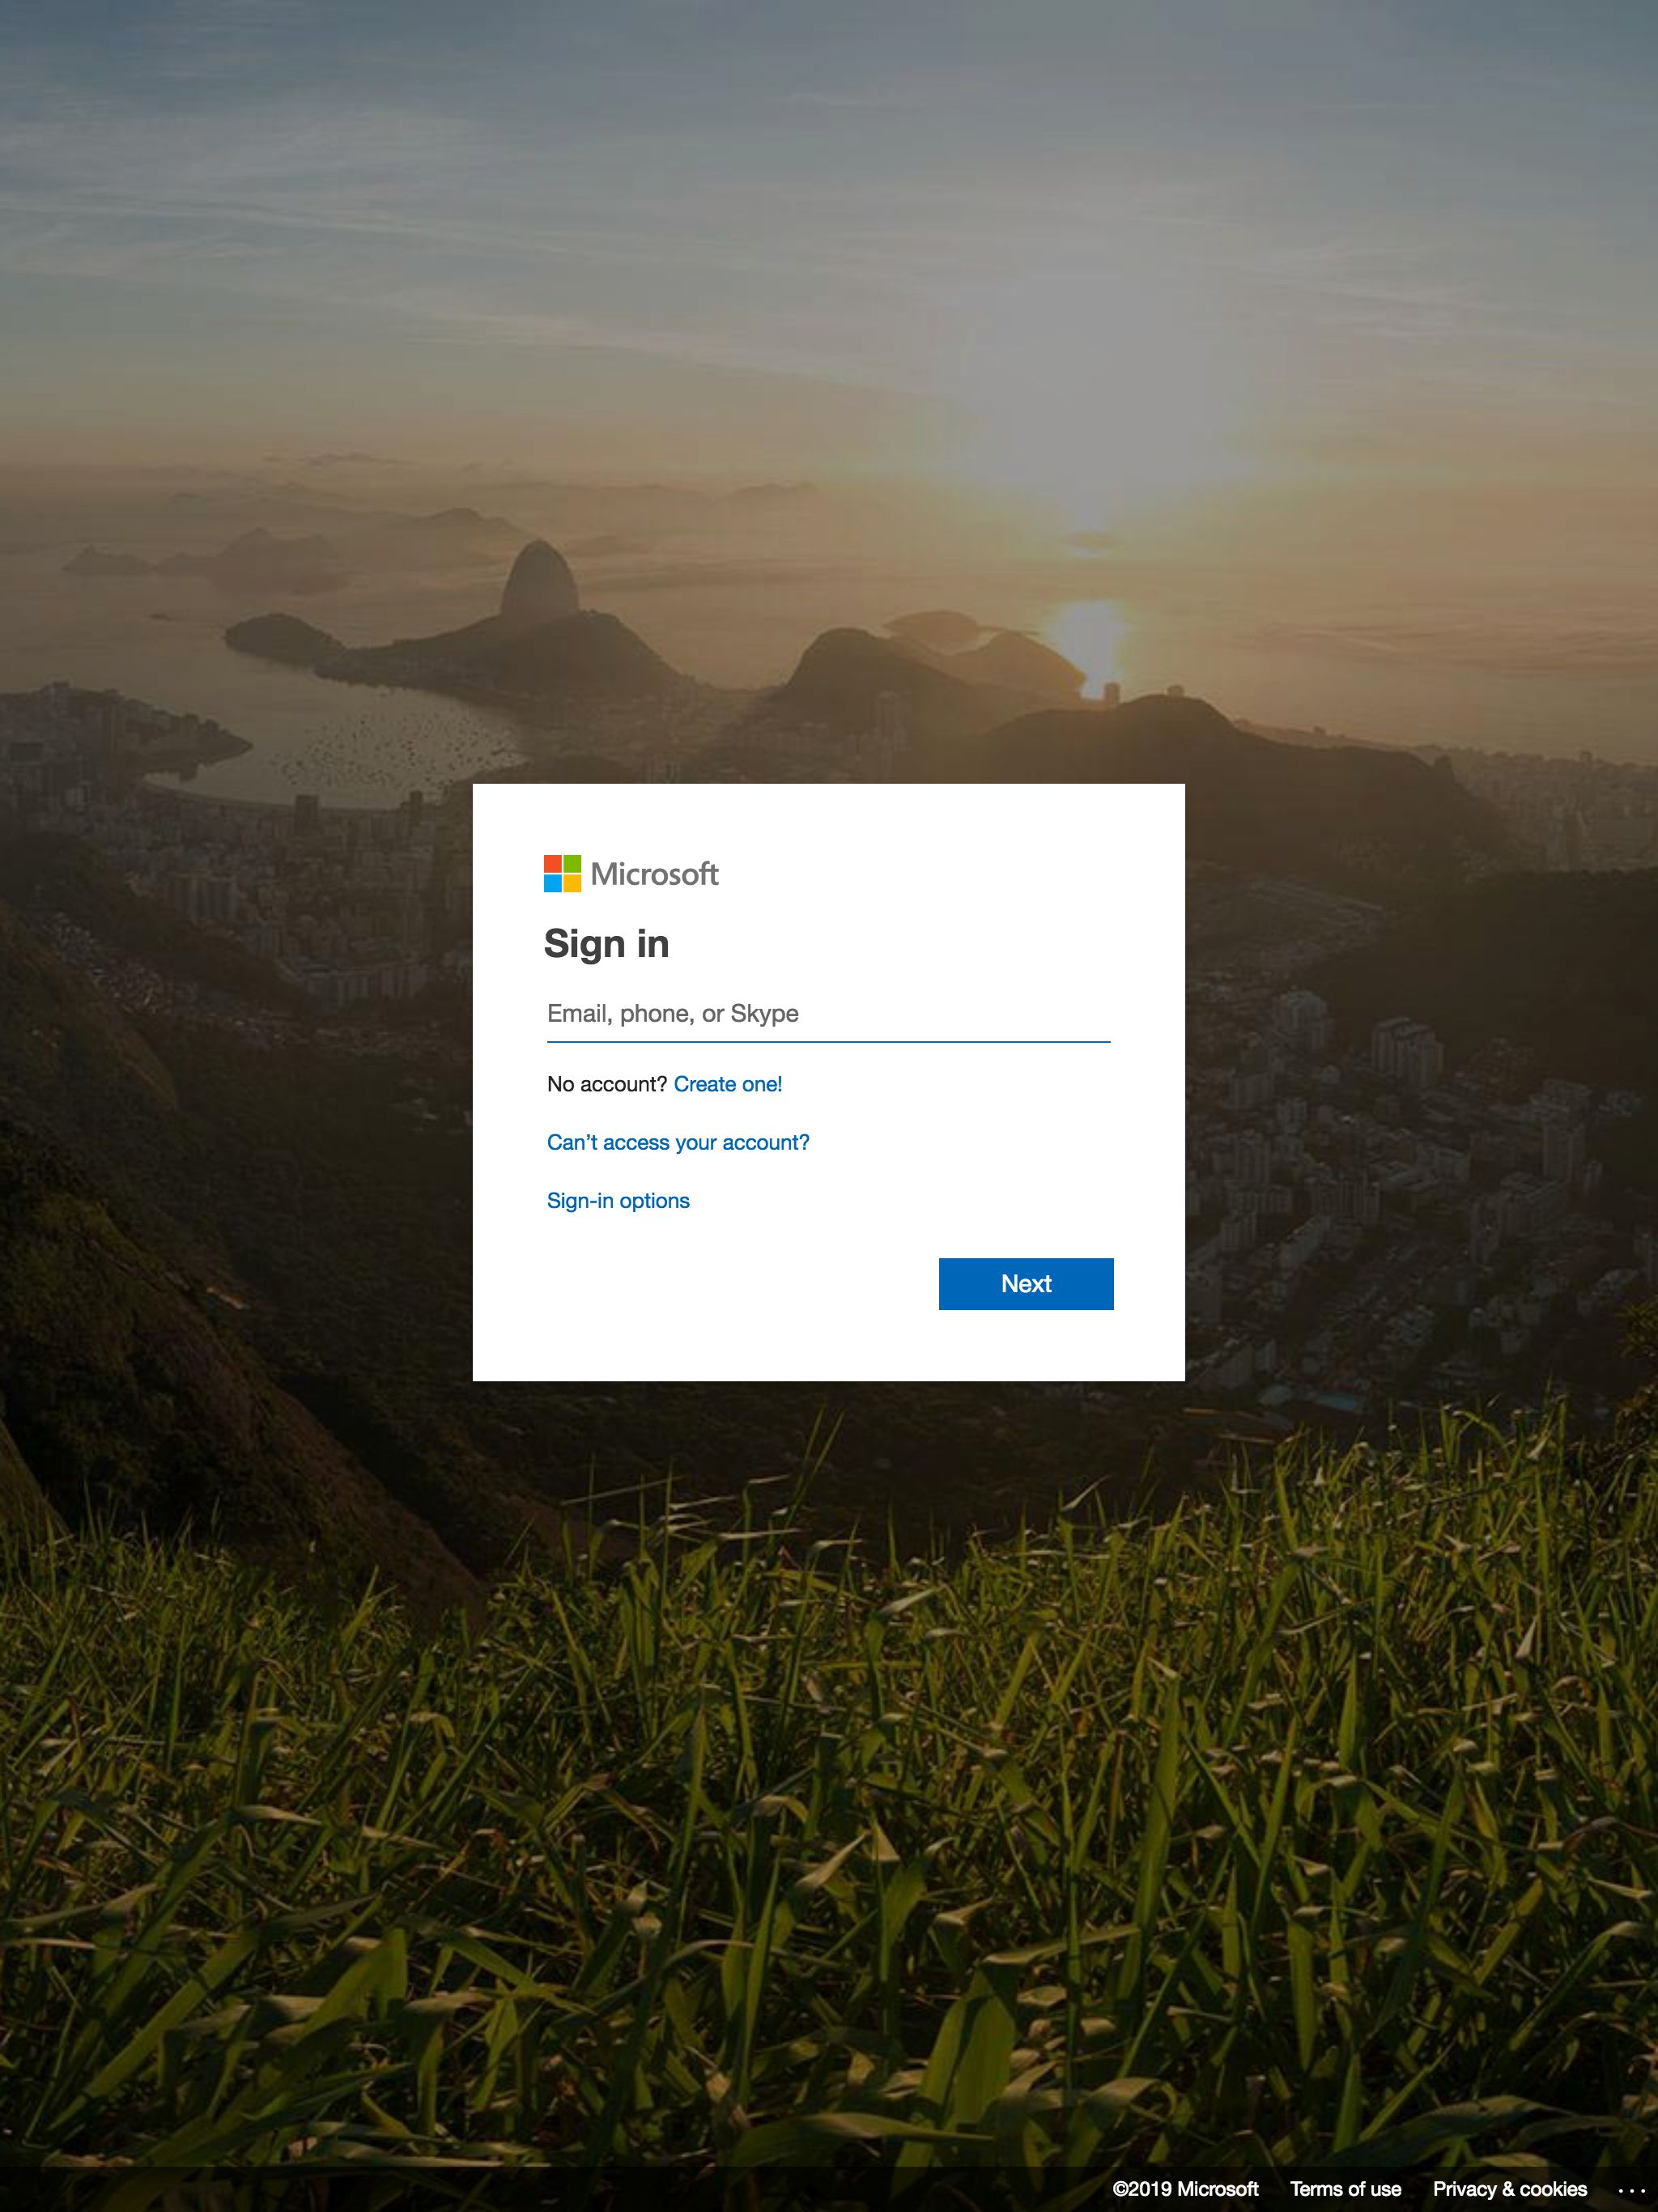 Microsoft
Sign in
Email, phone, or Skype
No account? Create one!
Can’t access your account?
Sign-in options
Next
©2019 Microsoft Terms of use Privacy & cookies ...